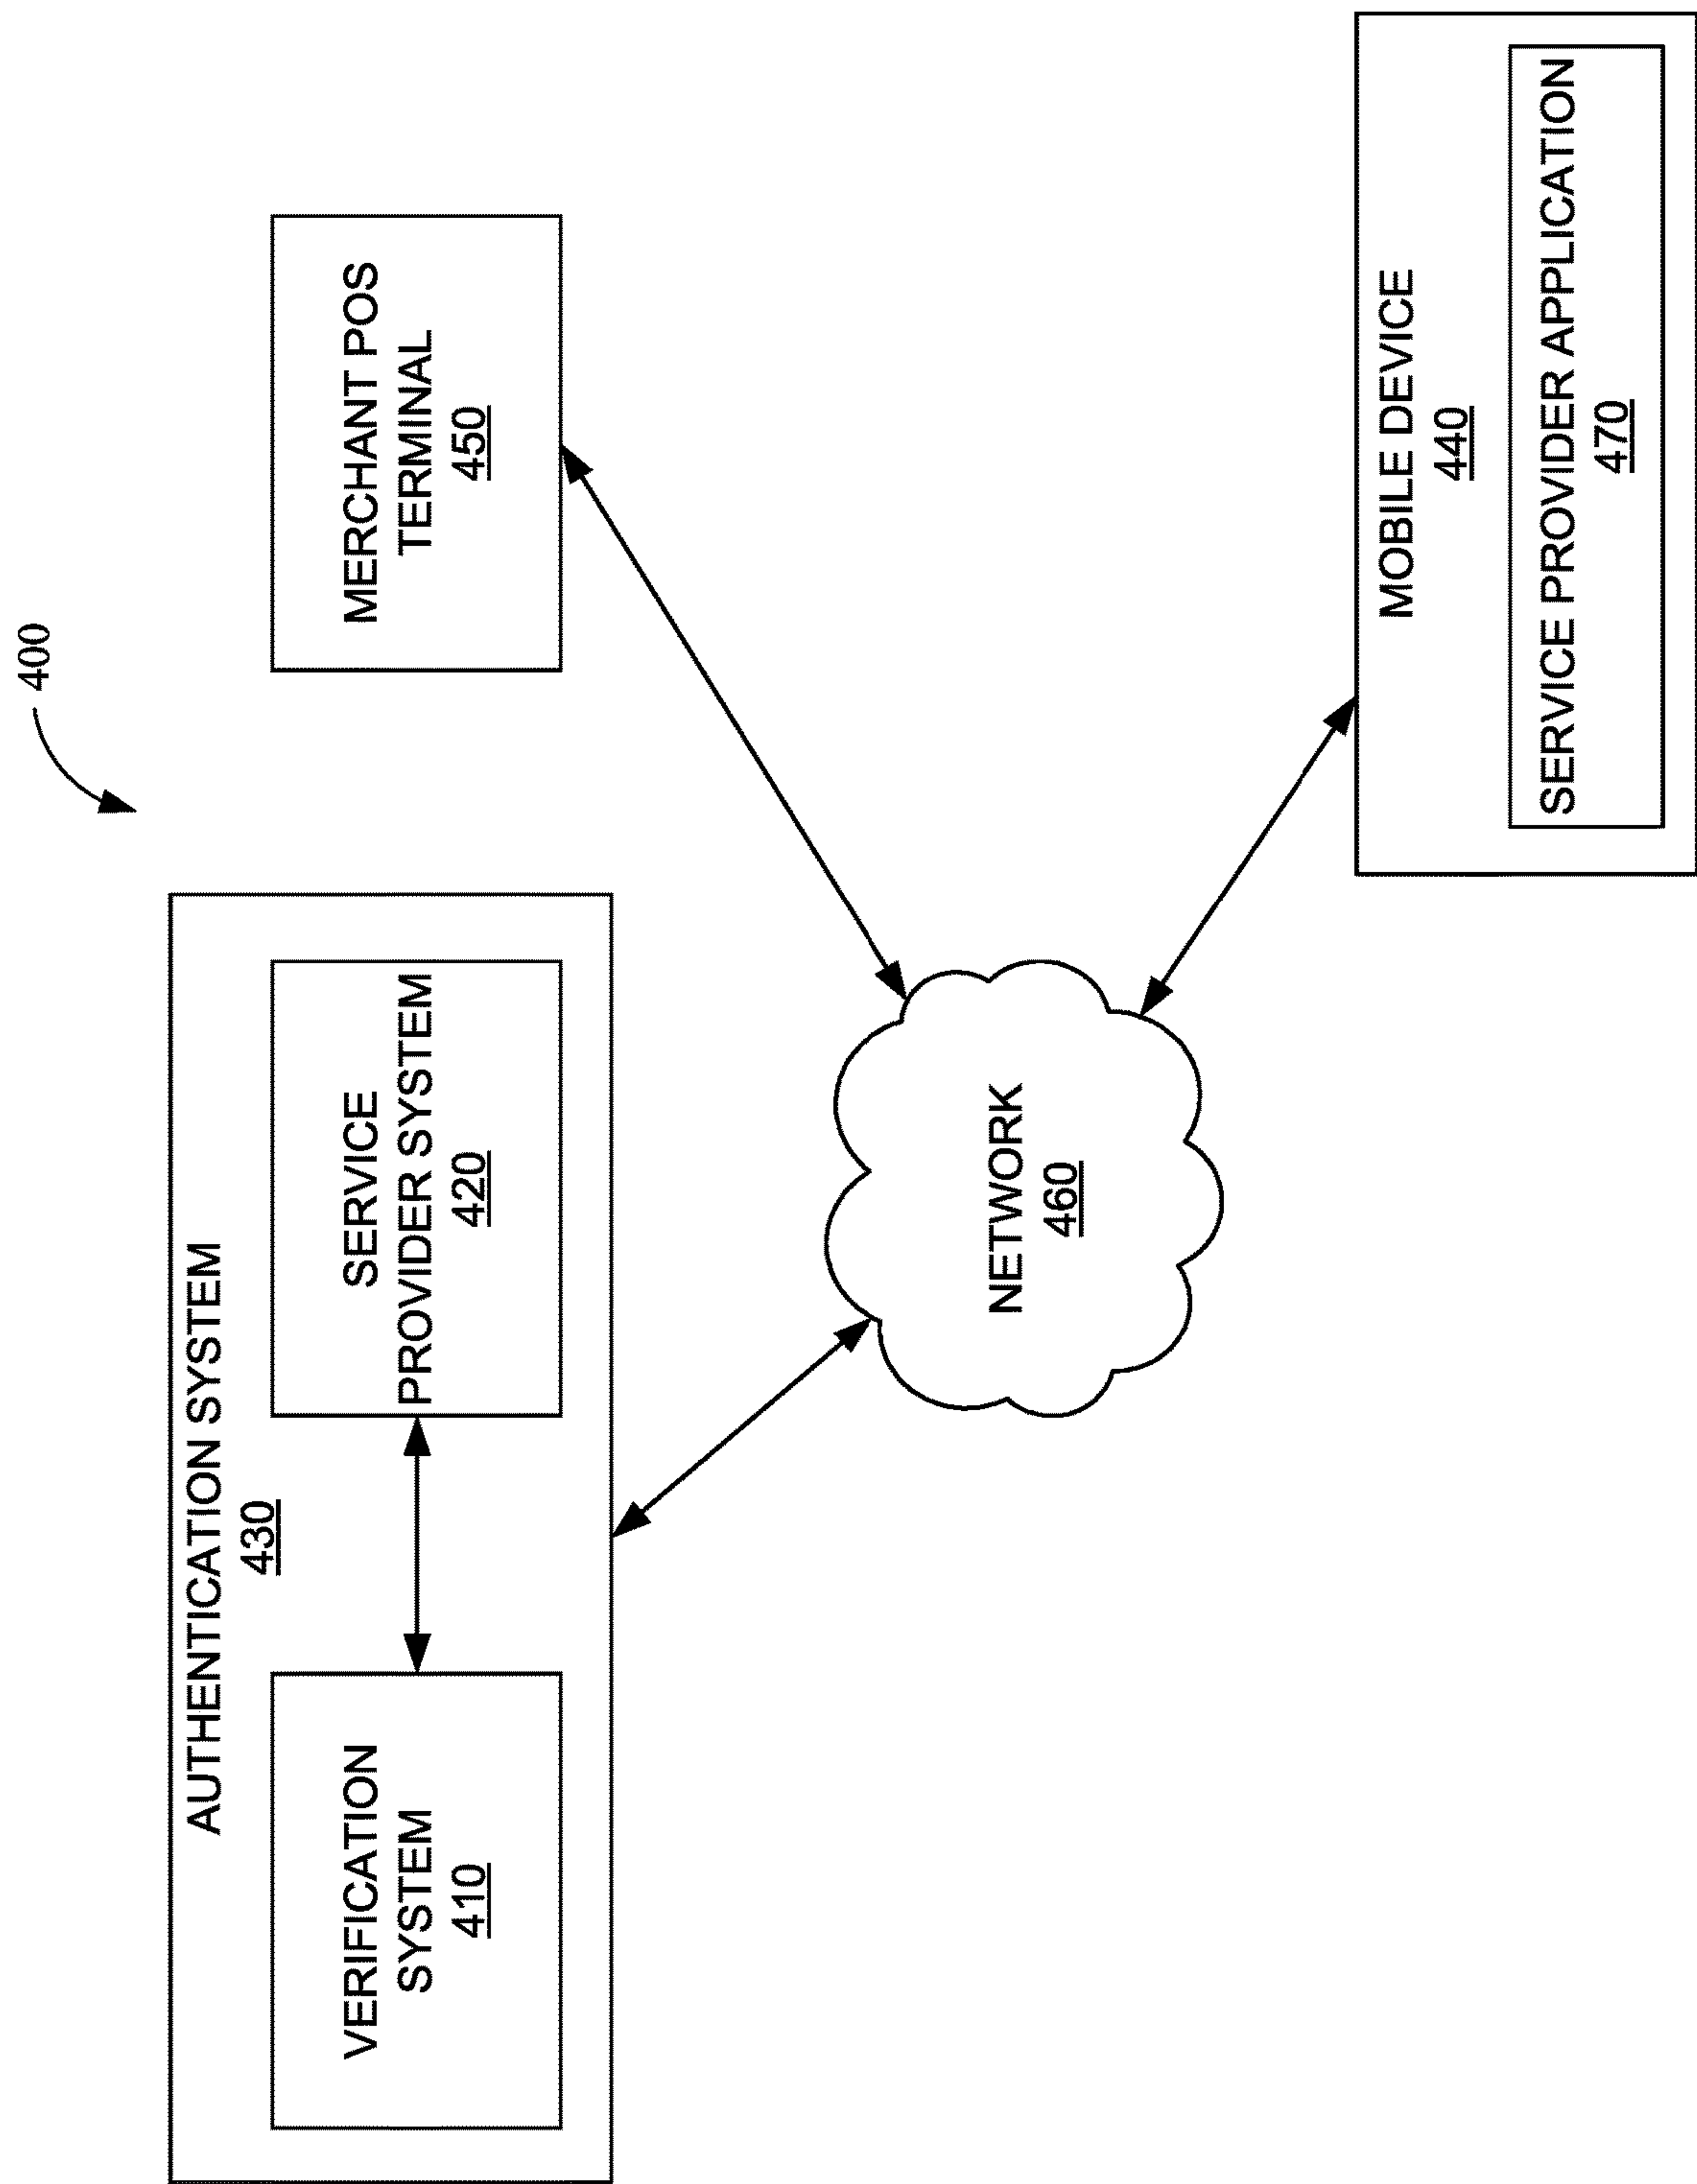 400
AUTHENTICATION SYSTEM
430
VERIFICATION
SYSTEM
410
SERVICE
PROVIDER SYSTEM
420
MERCHANT POS
TERMINAL
450
NETWORK
460
MOBILE DEVICE
440
SERVICE PROVIDER APPLICATION
470